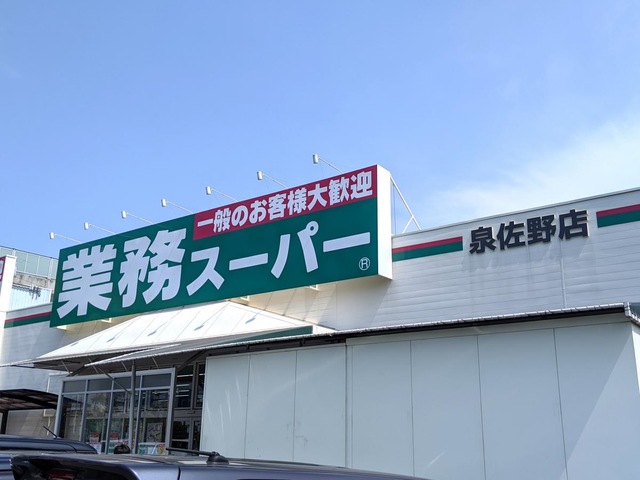 一般のお客様大歓迎
業務スーパー®
泉佐野店